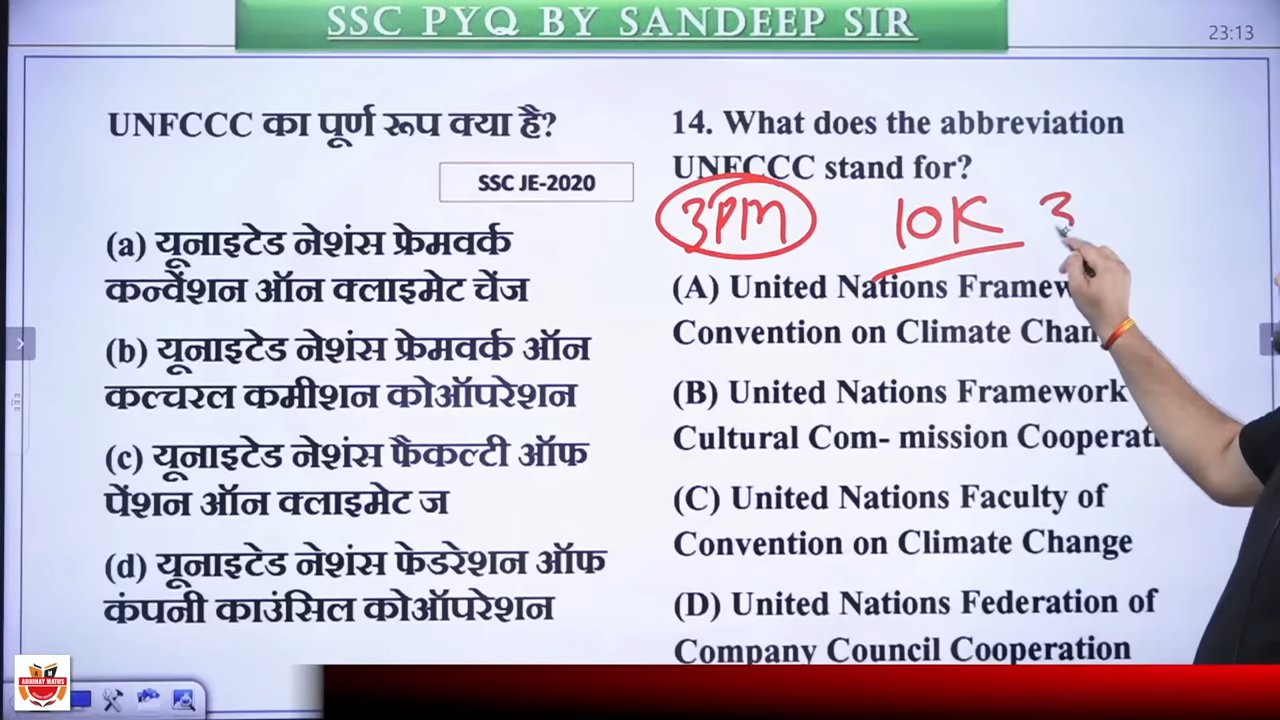 SSC PYQ BY SANDEEP SIR
23:13
UNFCCC का पूर्ण रूप क्या है?
SSC JE-2020
(a) यूनाइटेड नेशंस फ्रेमवर्क
कन्वेंशन ऑन क्लाइमेट चेंज
(b) यूनाइटेड नेशंस फ्रेमवर्क ऑन
कल्चरल कमीशन कोऑपरेशन
(c) यूनाइटेड नेशंस फैकल्टी ऑफ
पेंशन ऑन क्लाइमेट ज
(d) यूनाइटेड नेशंस फेडरेशन ऑफ
कंपनी काउंसिल कोऑपरेशन
14. What does the abbreviation
UNFCCC stand for?
3PM 10K 3
(A) United Nations Framew
Convention on Climate Chan
(B) United Nations Framework
Cultural Com- mission Cooperati
(C) United Nations Faculty of
Convention on Climate Change
(D) United Nations Federation of
Company Council Cooperation
ABHINAY MATHS